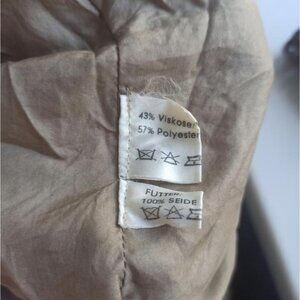 43% Viskose
57% Polyester
FUTTER:
100% SEIDE